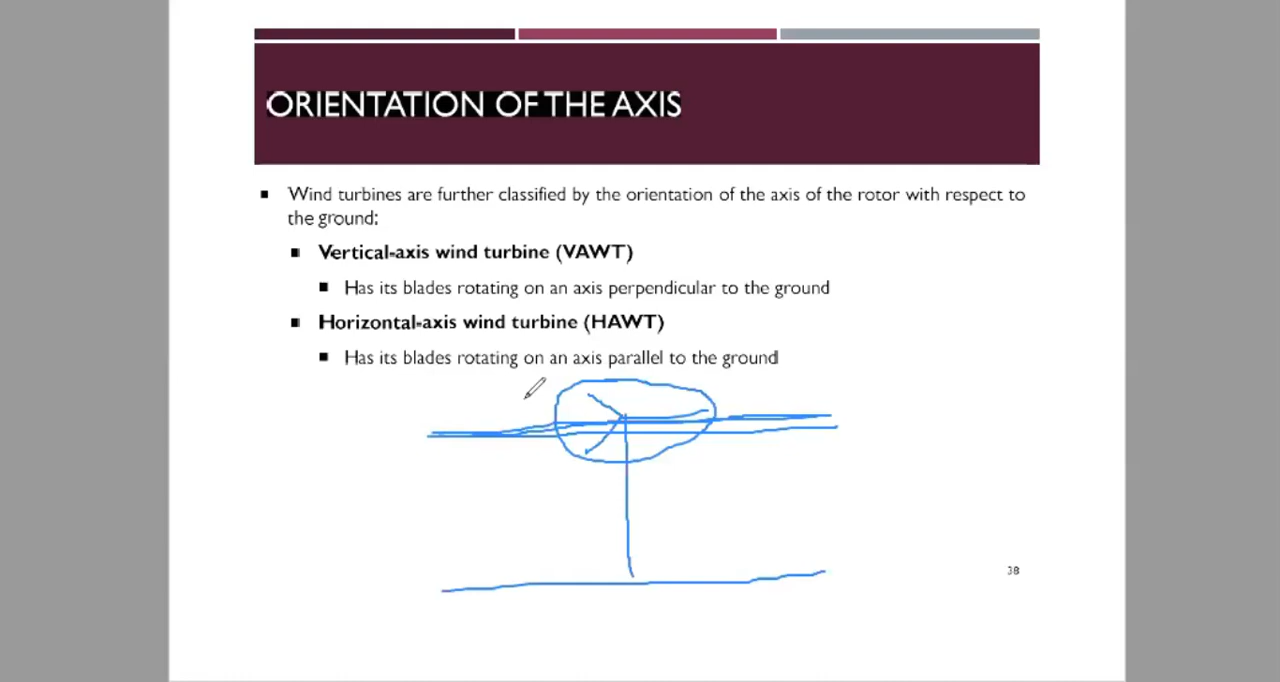 ORIENTATION OF THE AXIS
Wind turbines are further classified by the orientation of the axis of the rotor with respect to
the ground:
Vertical-axis wind turbine (VAWT)
Has its blades rotating on an axis perpendicular to the ground
Horizontal-axis wind turbine (HAWT)
Has its blades rotating on an axis parallel to the ground
38